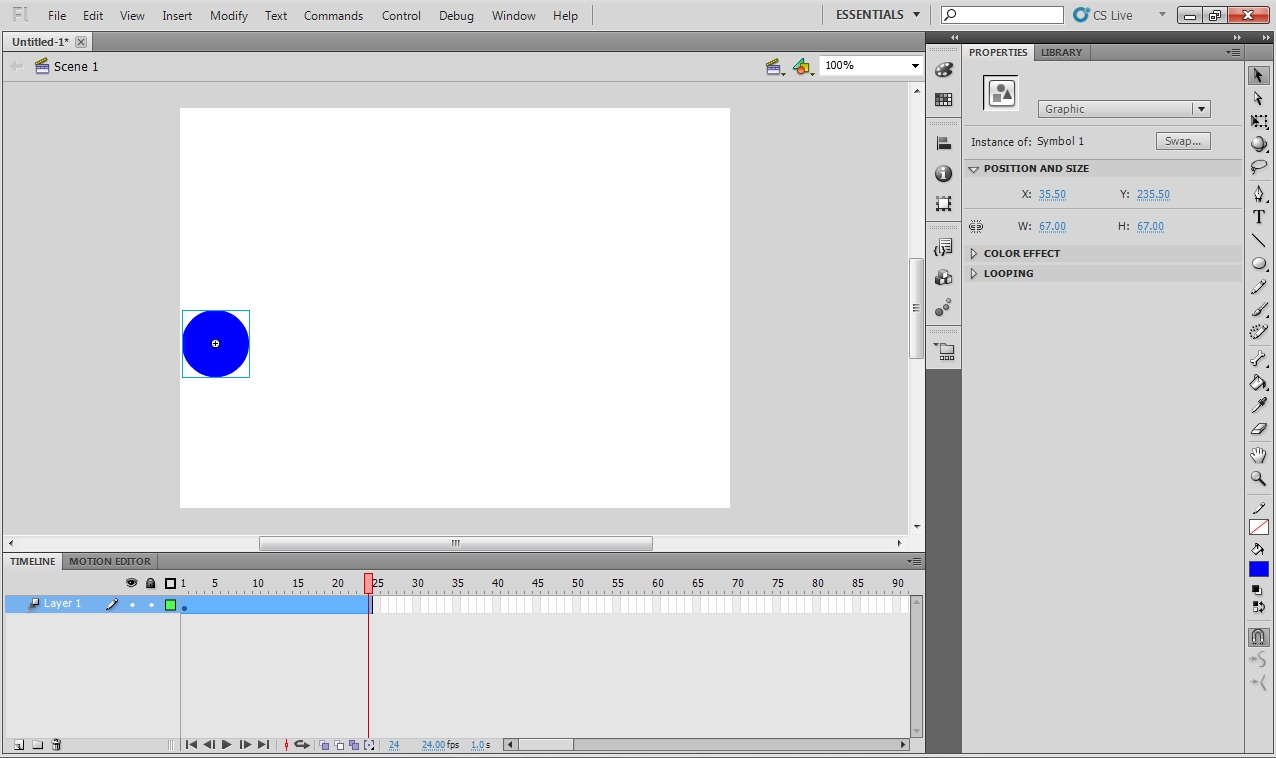 Fl File Edit View Insert Modify Text Commands Control Debug Window Help ESSENTIALS CS Live
Untitled-1*
Scene 1 100%
PROPERTIES LIBRARY
Graphic
Instance of: Symbol 1 Swap...
POSITION AND SIZE
X: 35.50 Y: 235.50
W: 67.00 H: 67.00
COLOR EFFECT
LOOPING
T
TIMELINE MOTION EDITOR
1 5 10 15 20 25 30 35 40 45 50 55 60 65 70 75 80 85 90
Layer 1
24 24.00 fps 1.0 s